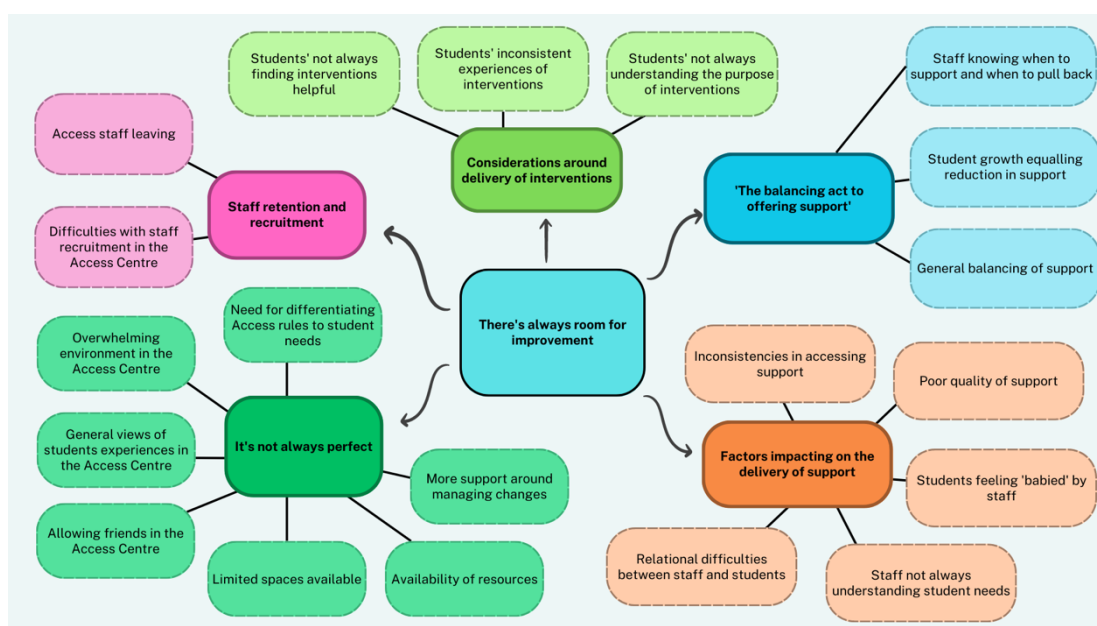 Students' not always
finding interventions
helpful
Students' inconsistent
experiences of
interventions
Students' not always
understanding the purpose
of interventions
Considerations around
delivery of interventions
Access staff leaving
Difficulties with staff
recruitment in the
Access Centre
Staff retention and
recruitment
Staff knowing when to
support and when to pull
back
Student growth equalling
reduction in support
General balancing of support
'The balancing act to
offering support'
There's always room for
improvement
Need for differentiating
Access rules to student
needs
Overwhelming
environment in the
Access Centre
General views of
students experiences in
the Access Centre
Allowing friends in the
Access Centre
Limited spaces available
Availability of resources
More support around
managing changes
It's not always perfect
Inconsistencies in accessing
support
Poor quality of support
Students feeling 'babied' by
staff
Staff not always
understanding student needs
Relational difficulties
between staff and students
Factors impacting on the
delivery of support